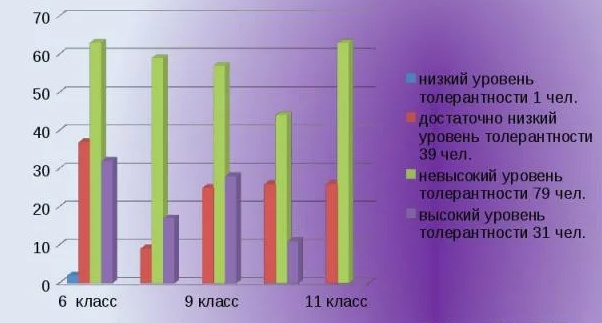 70
60
50
40
30
20
10
0
6 класс
9 класс
11 класс
низкий уровень
толерантности 1 чел.
достаточно низкий
уровень толерантности
39 чел.
невысокий уровень
толерантности 79 чел.
высокий уровень
толерантности 31 чел.